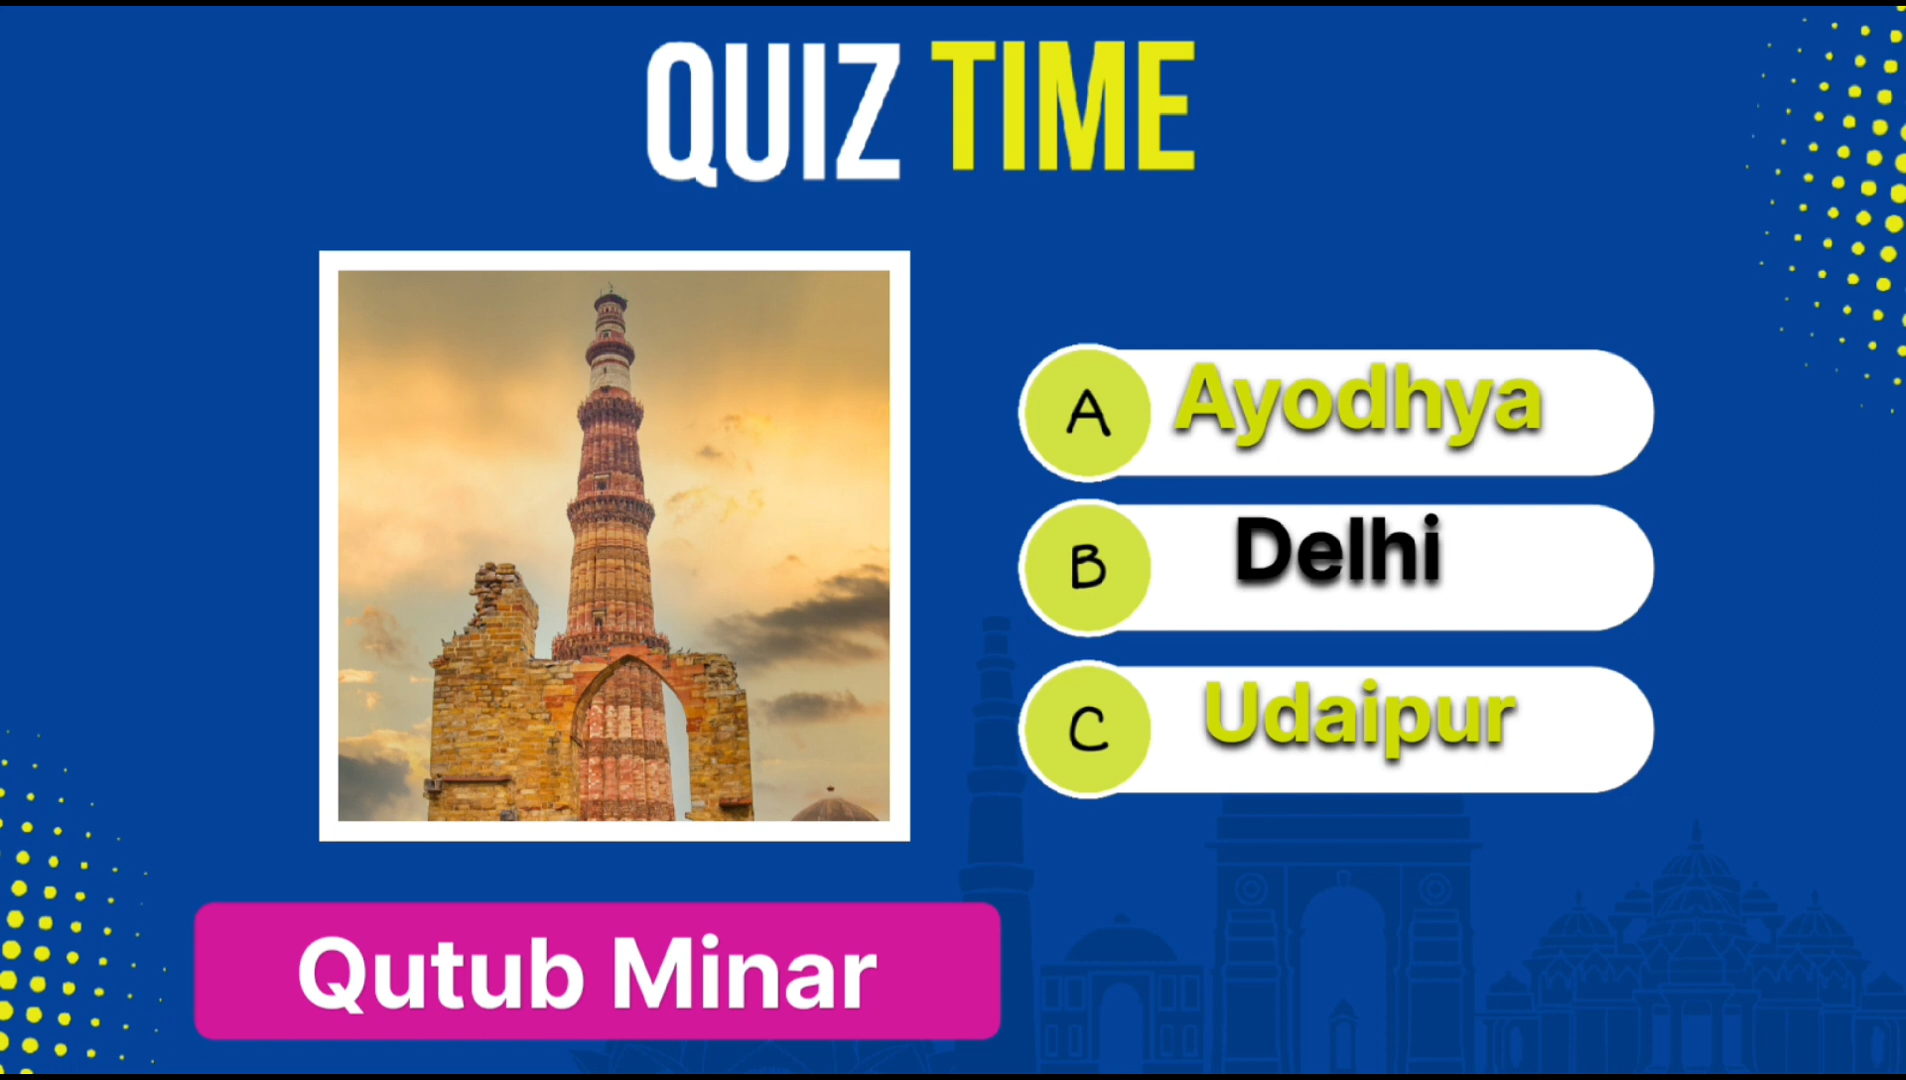 QUIZ TIME
A Ayodhya
B Delhi
C Udaipur
Qutub Minar